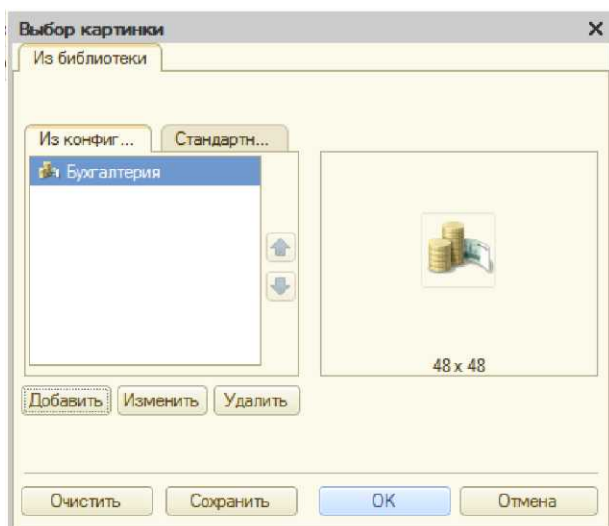 Выбор картинки
Из библиотеки
Из конфиг...
Стандартн...
Бухгалтерия
48 x 48
Добавить
Изменить
Удалить
Очистить
Сохранить
OK
Отмена